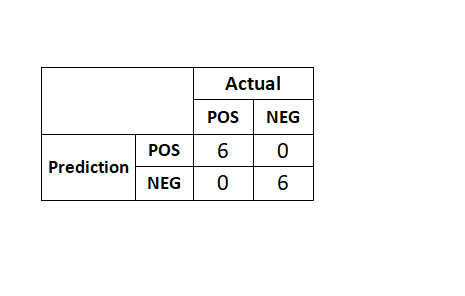 Actual
POS NEG
Prediction POS 6 0
NEG 0 6